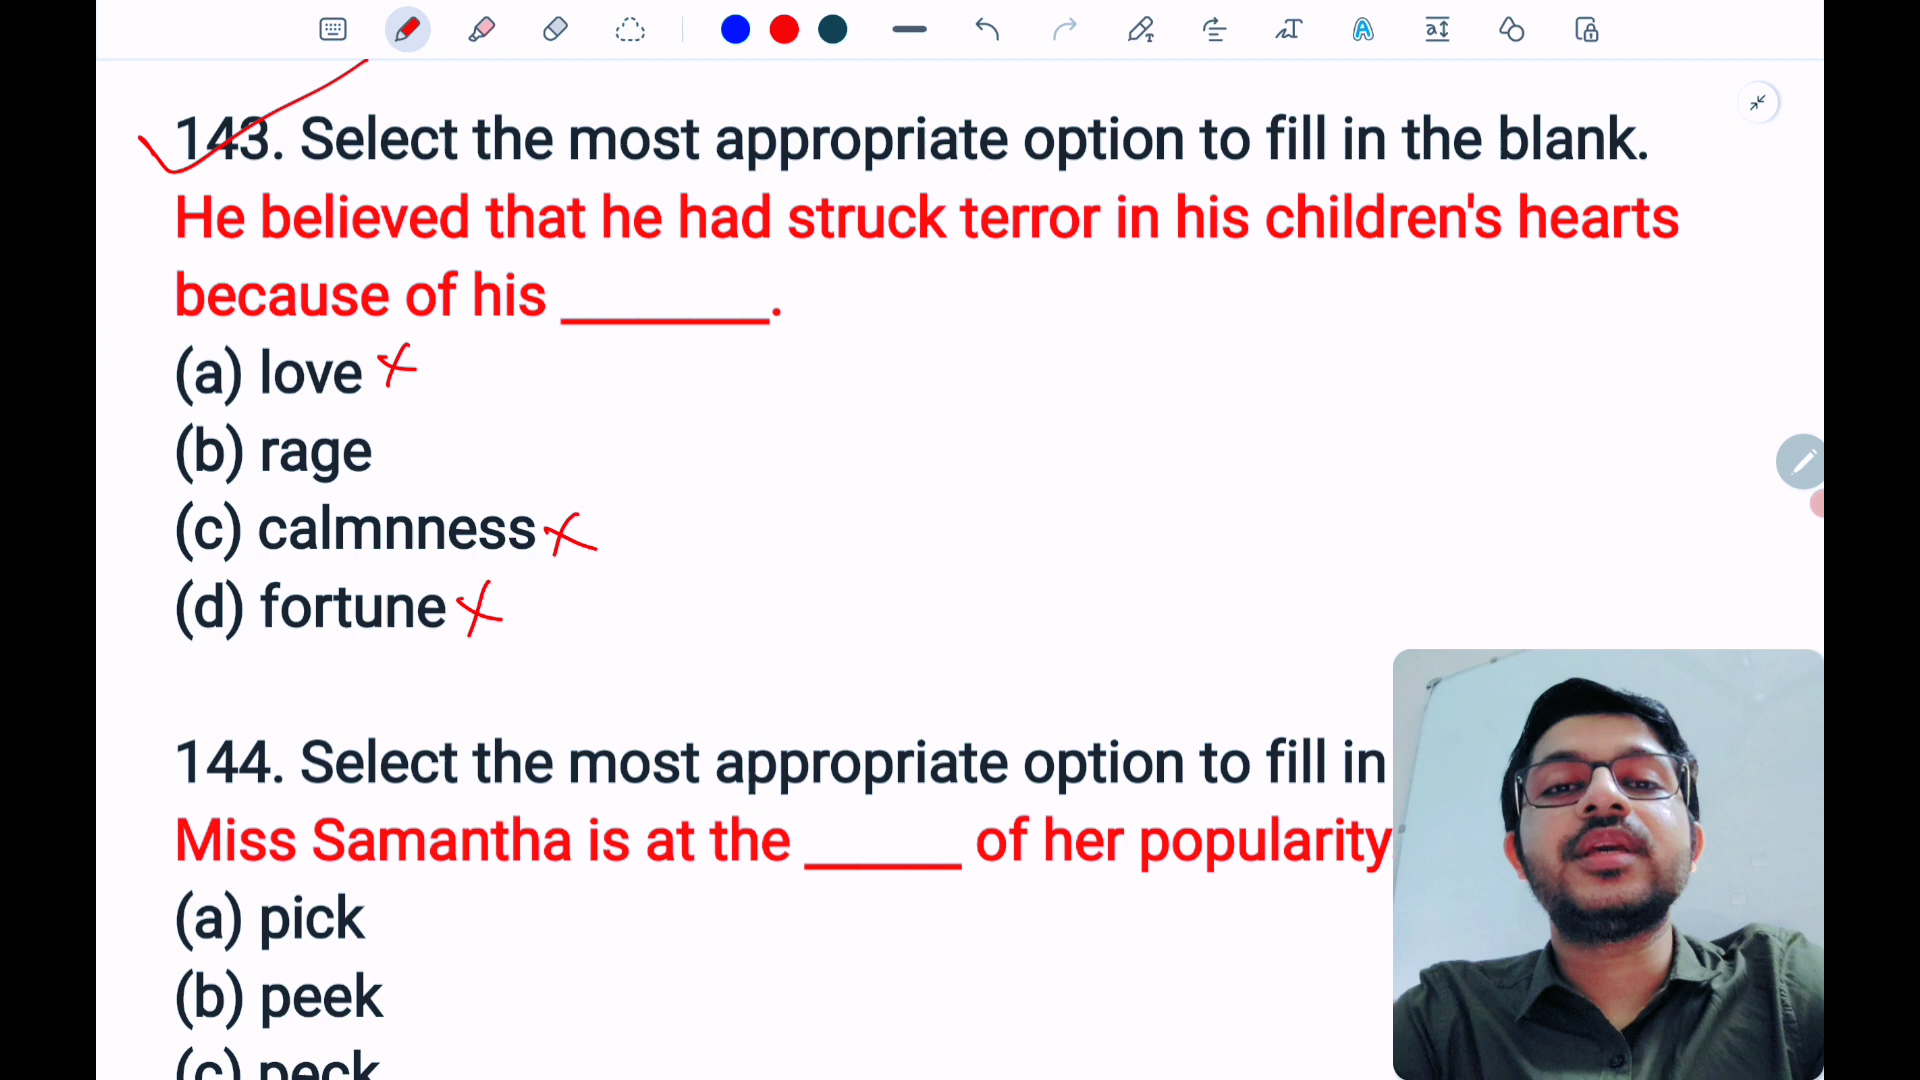 143. Select the most appropriate option to fill in the blank.
He believed that he had struck terror in his children's hearts
because of his ________.
(a) love
(b) rage
(c) calmnness
(d) fortune
144. Select the most appropriate option to fill in
Miss Samantha is at the ______ of her popularity
(a) pick
(b) peek
(c) peck